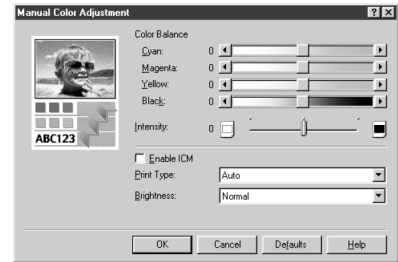 Manual Color Adjustment
Color Balance
Cyan: 0
Magenta: 0
Yellow: 0
Black: 0
Intensity: 0
ABC123
Enable ICM
Print Type: Auto
Brightness: Normal
OK Cancel Defaults Help